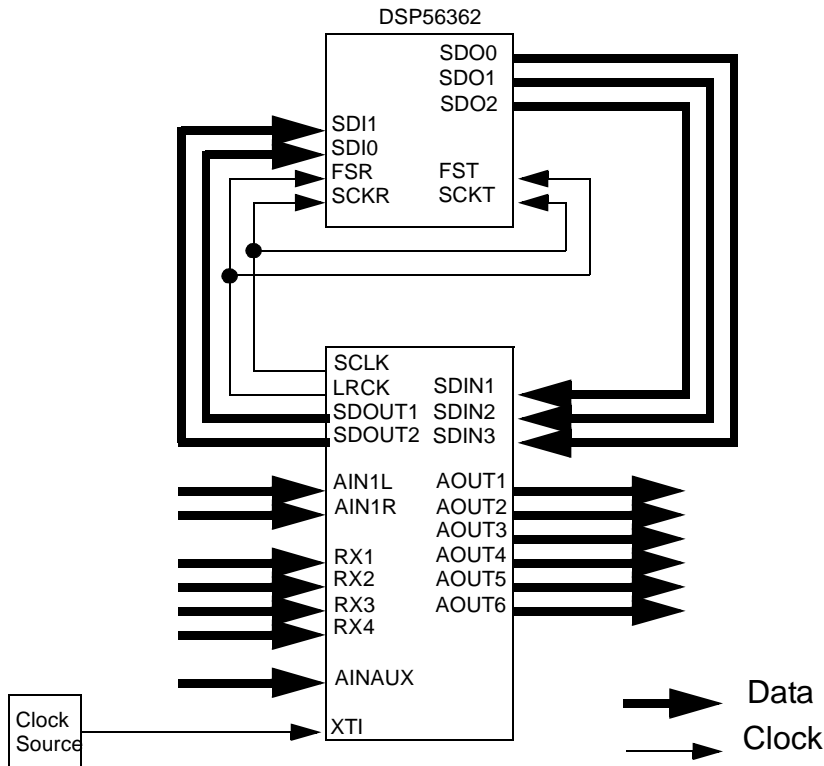 DSP56362
SDO0
SDO1
SDO2
SDI1
SDI0
FSR
FST
SCKR
SCKT
SCLK
LRCK
SDIN1
SDOUT1
SDIN2
SDOUT2
SDIN3
AIN1L
AOUT1
AIN1R
AOUT2
AOUT3
RX1
AOUT4
RX2
AOUT5
RX3
AOUT6
RX4
AINAUX
Data
Clock
Source
XTI
Clock